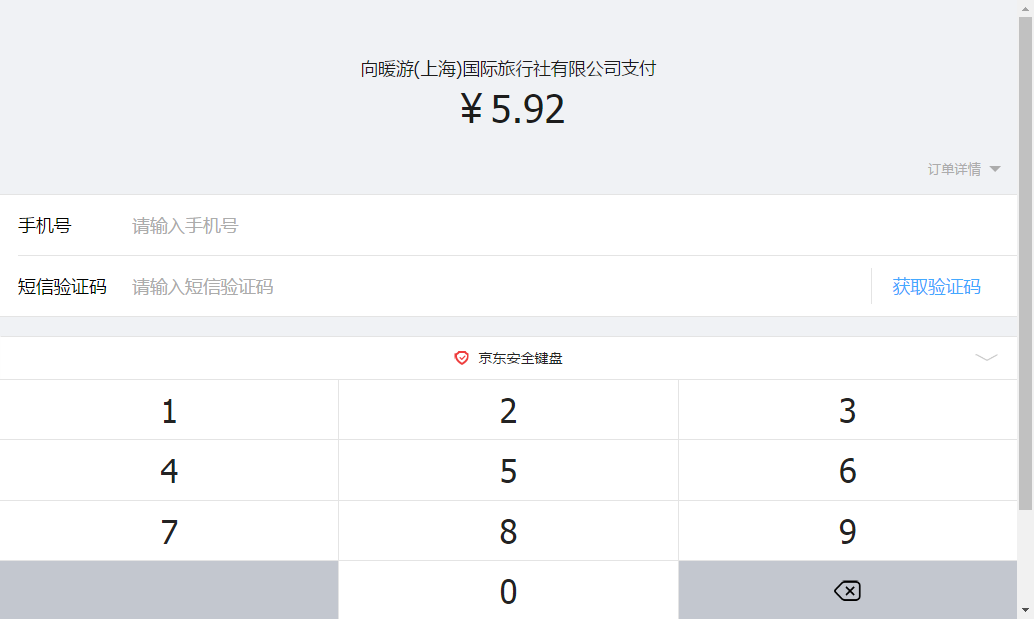 向暖游(上海)国际旅行社有限公司支付
¥ 5.92
订单详情
手机号 请输入手机号
短信验证码 请输入短信验证码 获取验证码
京东安全键盘
1 2 3
4 5 6
7 8 9
0